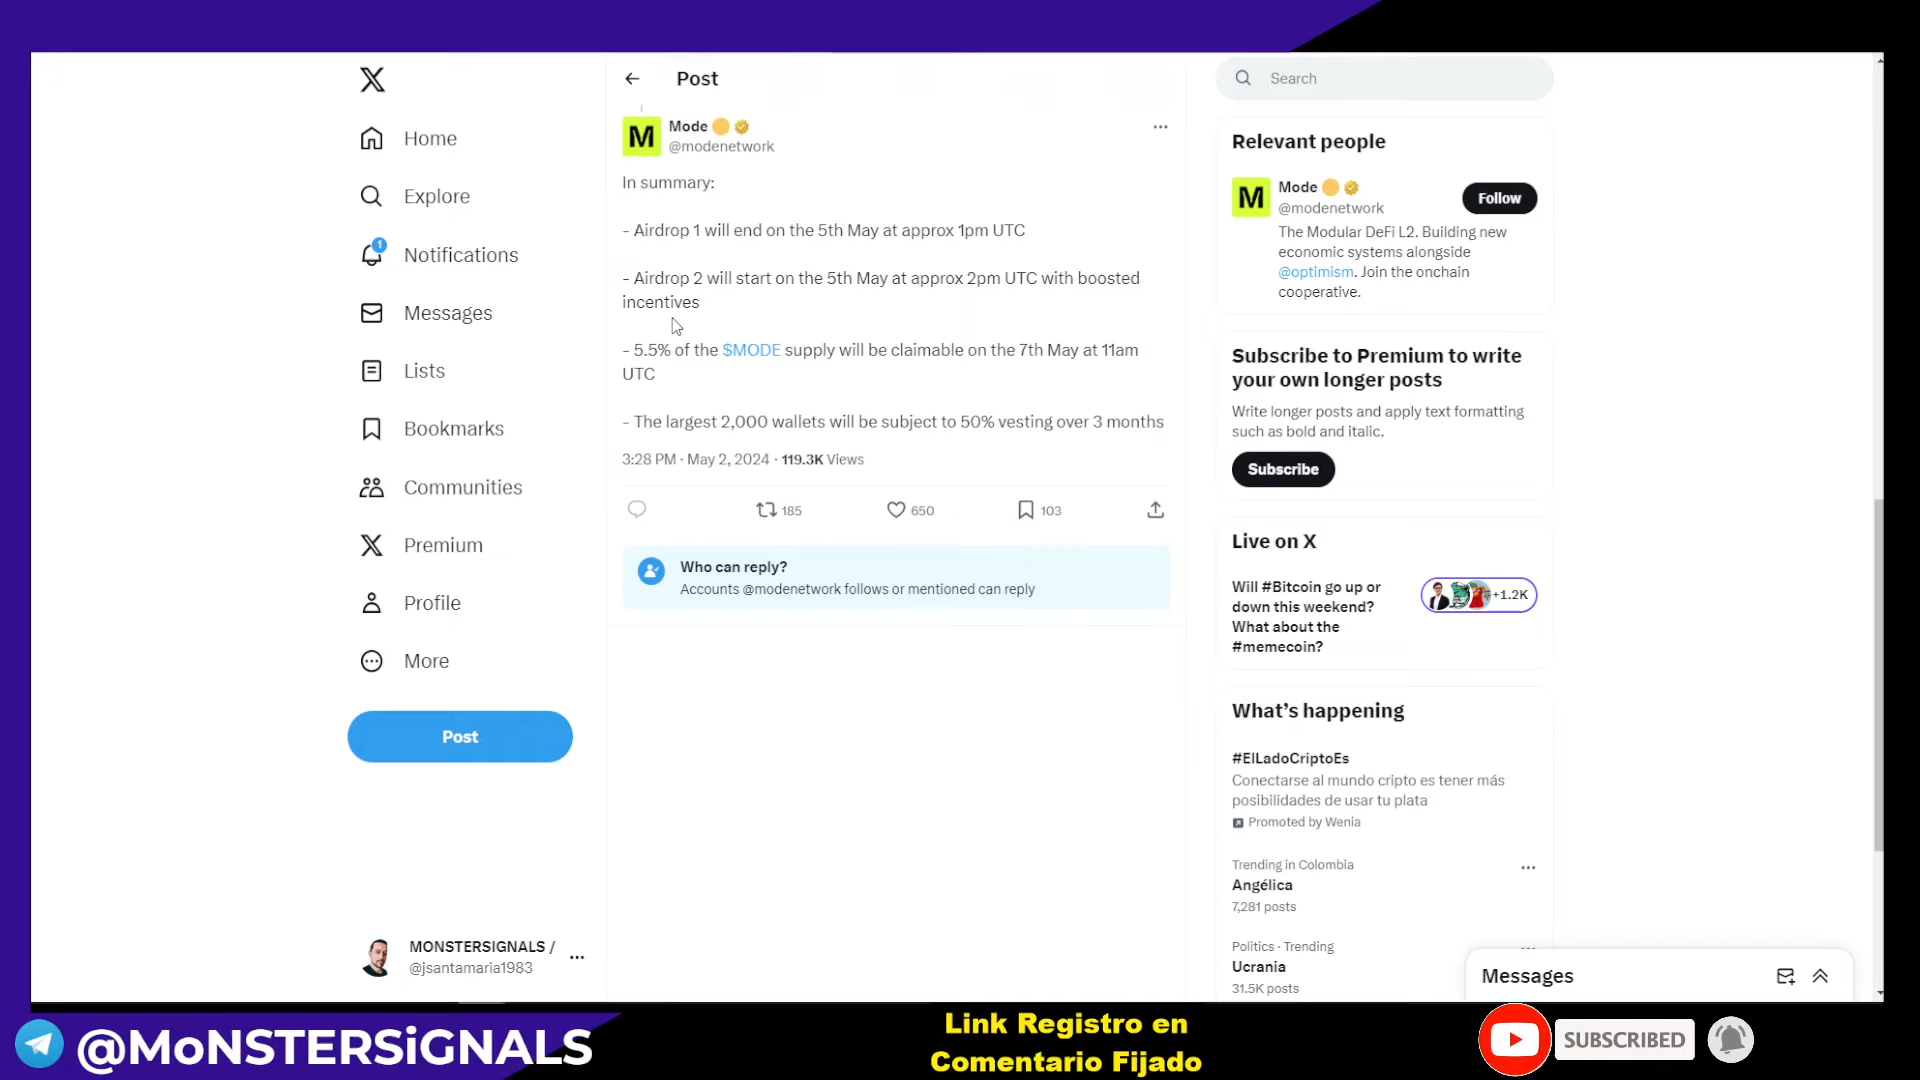 Home
Explore
1
Notifications
Messages
Lists
Bookmarks
Communities
Premium
Profile
More
Post
MONSTERSIGNALS /
@jsantamaria1983
Post
M
Mode
@modenetwork
In summary:
- Airdrop 1 will end on the 5th May at approx 1pm UTC
- Airdrop 2 will start on the 5th May at approx 2pm UTC with boosted
incentives
- 5.5% of the $MODE supply will be claimable on the 7th May at 11am
UTC
- The largest 2,000 wallets will be subject to 50% vesting over 3 months
3:28 PM · May 2, 2024 · 119.3K Views
185
650
103
Who can reply?
Accounts @modenetwork follows or mentioned can reply
Search
Relevant people
M
Mode
@modenetwork
Follow
The Modular DeFi L2. Building new
economic systems alongside
@optimism. Join the onchain
cooperative.
Subscribe to Premium to write
your own longer posts
Write longer posts and apply text formatting
such as bold and italic.
Subscribe
Live on X
Will #Bitcoin go up or
down this weekend?
What about the
#memecoin?
+1.2K
What's happening
#ElLadoCriptoEs
Conectarse al mundo cripto es tener más
posibilidades de usar tu plata
Promoted by Wenia
Trending in Colombia
Angélica
7,281 posts
Politics · Trending
Ucrania
31.5K posts
Messages
@MoNSTERSiGNALS
Link Registro en
Comentario Fijado
SUBSCRIBED